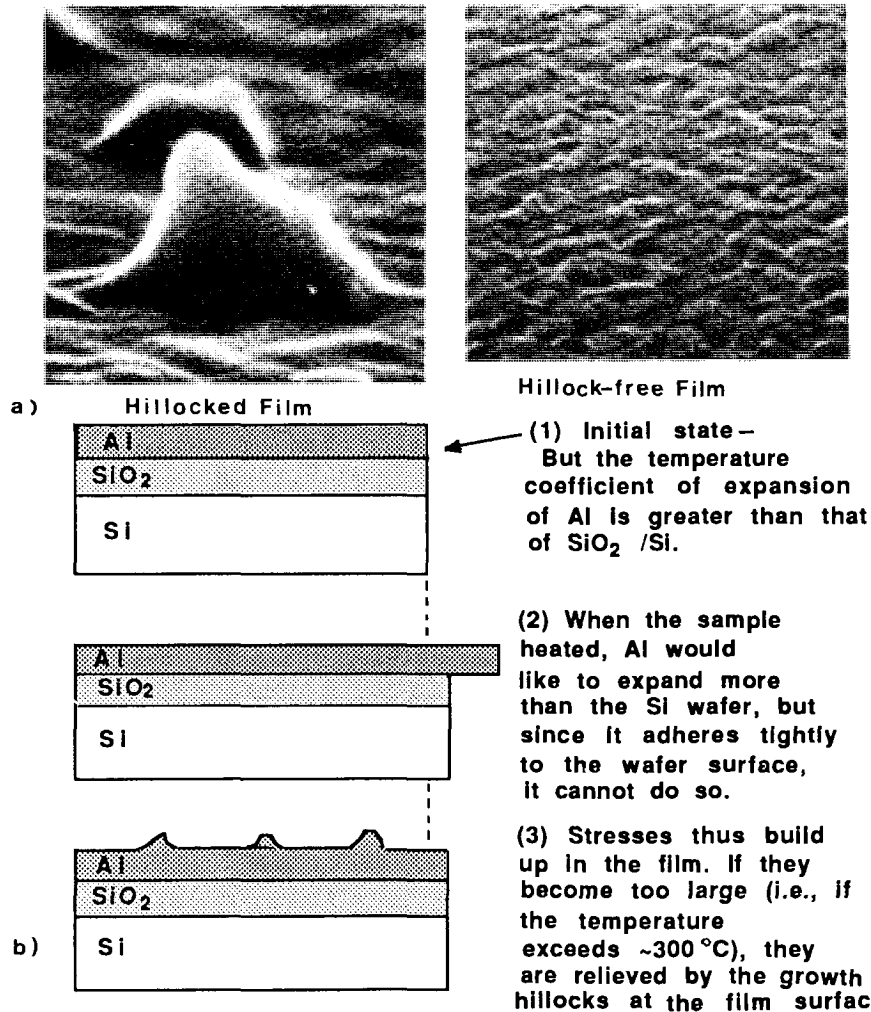 Hillock-free Film
a) Hillocked Film
Al
SiO₂
Si
(1) Initial state–
But the temperature
coefficient of expansion
of Al is greater than that
of SiO₂ /Si.
Al
SiO₂
Si
(2) When the sample
heated, Al would
like to expand more
than the Si wafer, but
since it adheres tightly
to the wafer surface,
it cannot do so.
Al
SiO₂
Si
b)
(3) Stresses thus build
up in the film. If they
become too large (i.e., if
the temperature
exceeds ~300 °C), they
are relieved by the growth
hillocks at the film surfac